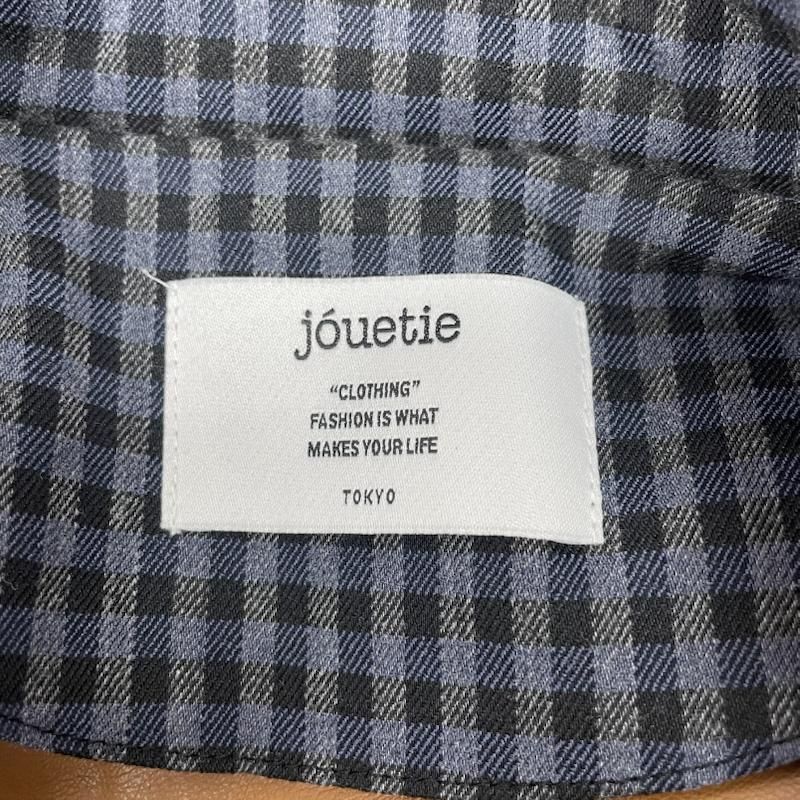 jóuetie
“CLOTHING”
FASHION IS WHAT
MAKES YOUR LIFE
TOKYO